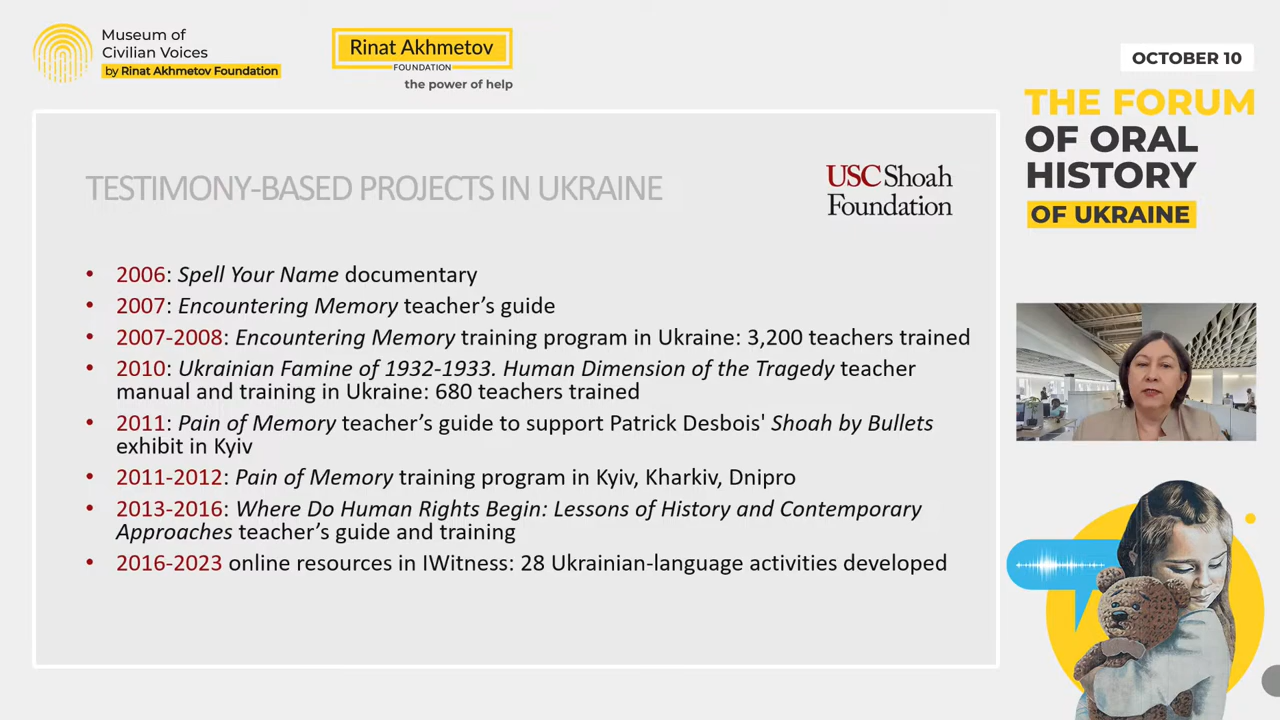 Museum of
Civilian Voices
by Rinat Akhmetov Foundation
Rinat Akhmetov
FOUNDATION
the power of help
OCTOBER 10
THE FORUM
OF ORAL
HISTORY
OF UKRAINE
TESTIMONY-BASED PROJECTS IN UKRAINE
USC Shoah
Foundation
• 2006: Spell Your Name documentary
• 2007: Encountering Memory teacher’s guide
• 2007-2008: Encountering Memory training program in Ukraine: 3,200 teachers trained
• 2010: Ukrainian Famine of 1932-1933. Human Dimension of the Tragedy teacher
manual and training in Ukraine: 680 teachers trained
• 2011: Pain of Memory teacher’s guide to support Patrick Desbois' Shoah by Bullets
exhibit in Kyiv
• 2011-2012: Pain of Memory training program in Kyiv, Kharkiv, Dnipro
• 2013-2016: Where Do Human Rights Begin: Lessons of History and Contemporary
Approaches teacher’s guide and training
• 2016-2023 online resources in IWitness: 28 Ukrainian-language activities developed